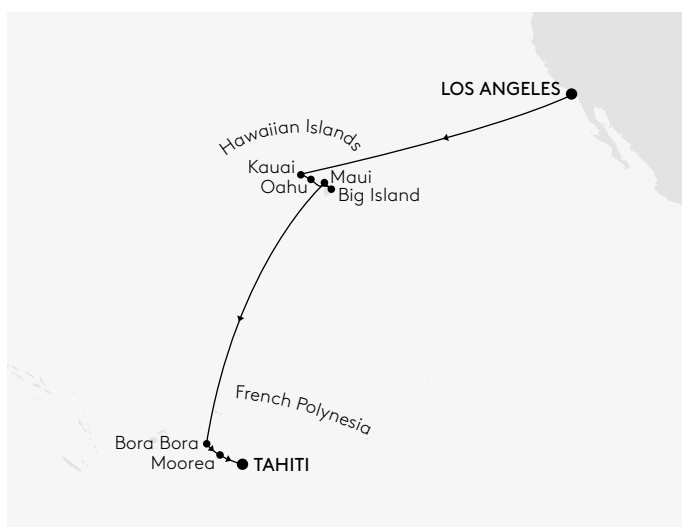 LOS ANGELES
Hawaiian Islands
Kauai
Maui
Oahu
Big Island
French Polynesia
Bora Bora
Moorea
TAHITI